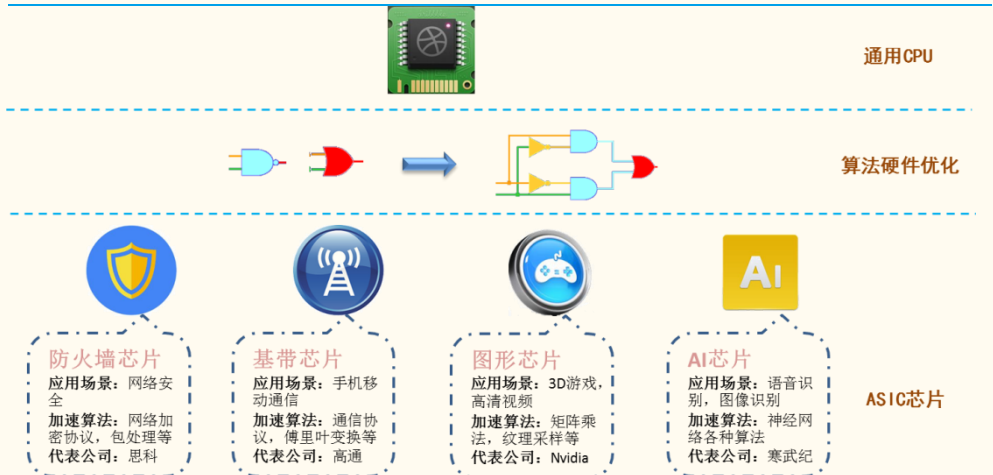 通用CPU
算法硬件优化
AI
防火墙芯片
应用场景：网络安
全
加速算法：网络加
密协议，包处理等
代表公司：思科
基带芯片
应用场景：手机移
动通信
加速算法：通信协
议，傅里叶变换等
代表公司：高通
图形芯片
应用场景：3D游戏，
高清视频
加速算法：矩阵乘
法，纹理采样等
代表公司：Nvidia
AI芯片
应用场景：语音识
别，图像识别
加速算法：神经网
络各种算法
代表公司：寒武纪
ASIC芯片